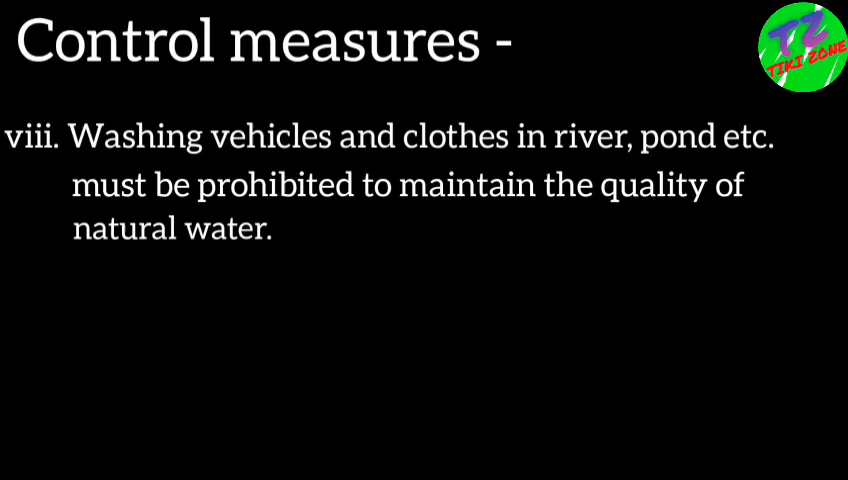 Control measures -
TZ
TIKI ZONE
viii. Washing vehicles and clothes in river, pond etc.
must be prohibited to maintain the quality of
natural water.